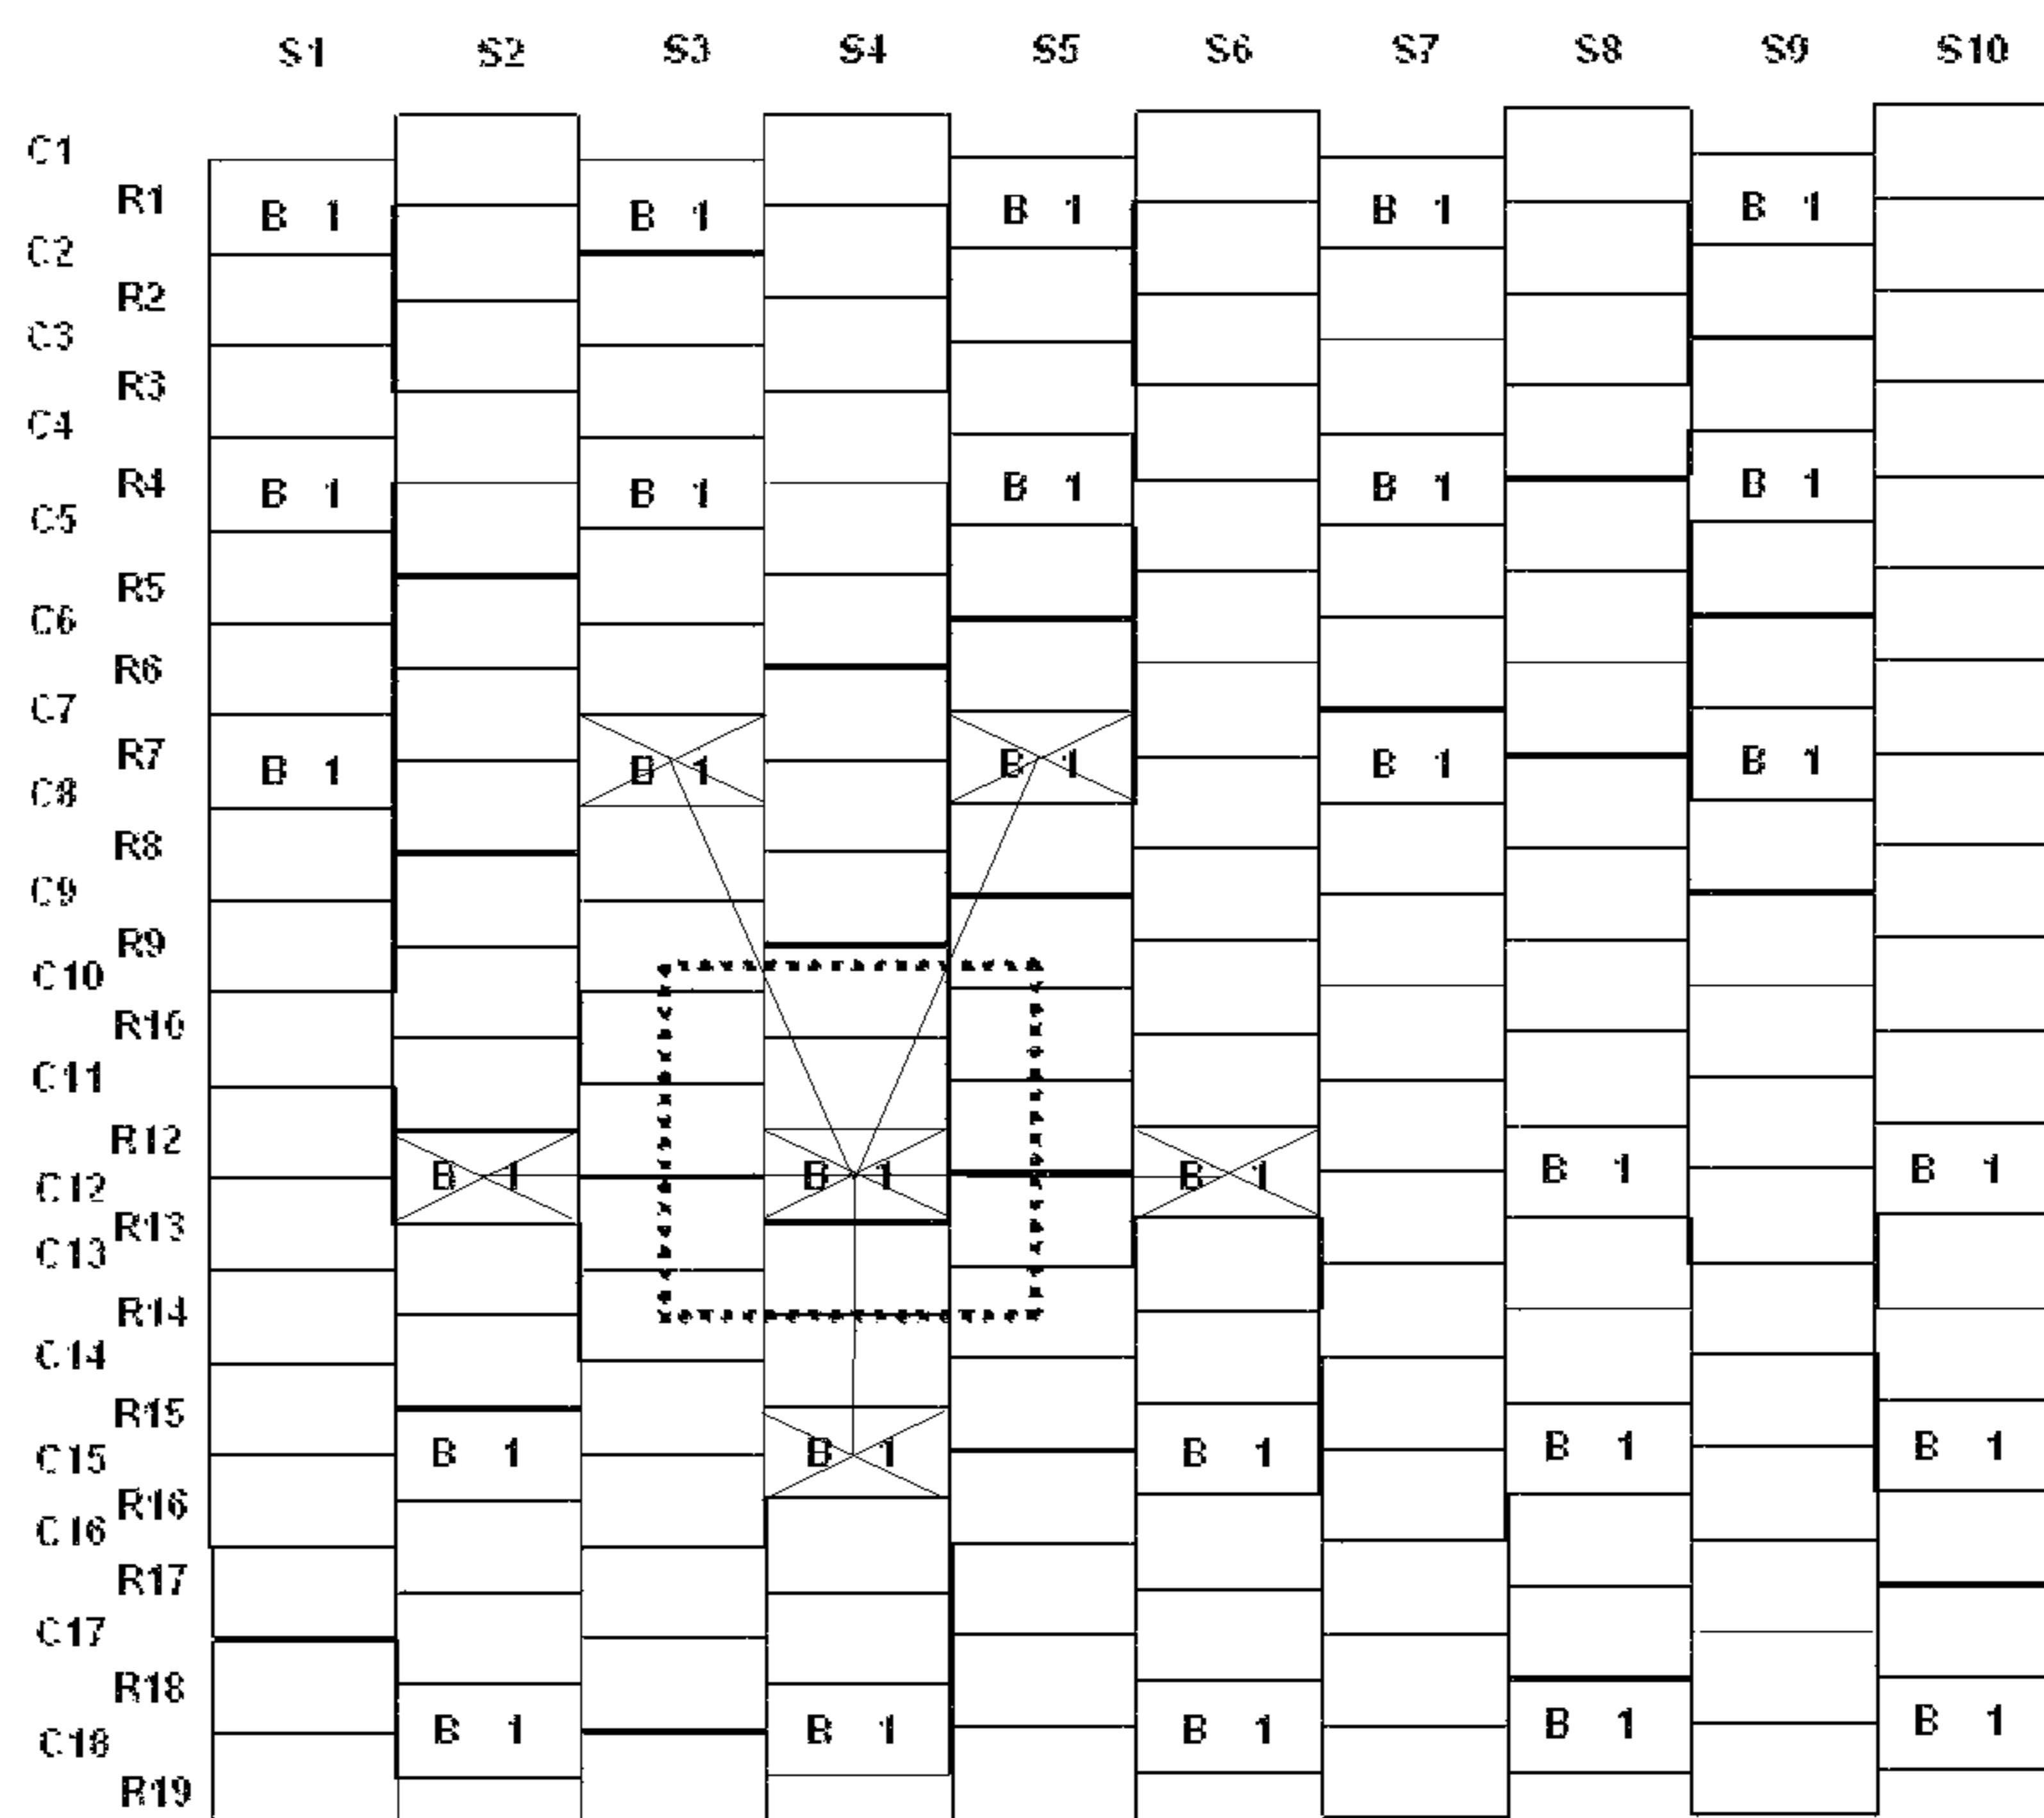 S1 S2 S3 S4 S5 S6 S7 S8 S9 S10
C1
R1 B 1 B 1 B 1 B 1 B 1
C2
R2
C3
R3
C4
R4 B 1 B 1 B 1 B 1 B 1
C5
R5
C6
R6
C7
R7 B 1 B 1 B 1 B 1 B 1
C8
R8
C9
R9
C10
R10
C11
R12
C12 B 1 B 1 B 1 B 1 B 1
R13
C13
R14
C14
R15
C15 B 1 B 1 B 1 B 1 B 1
R16
C16
R17
C17
R18
C18 B 1 B 1 B 1 B 1 B 1
R19